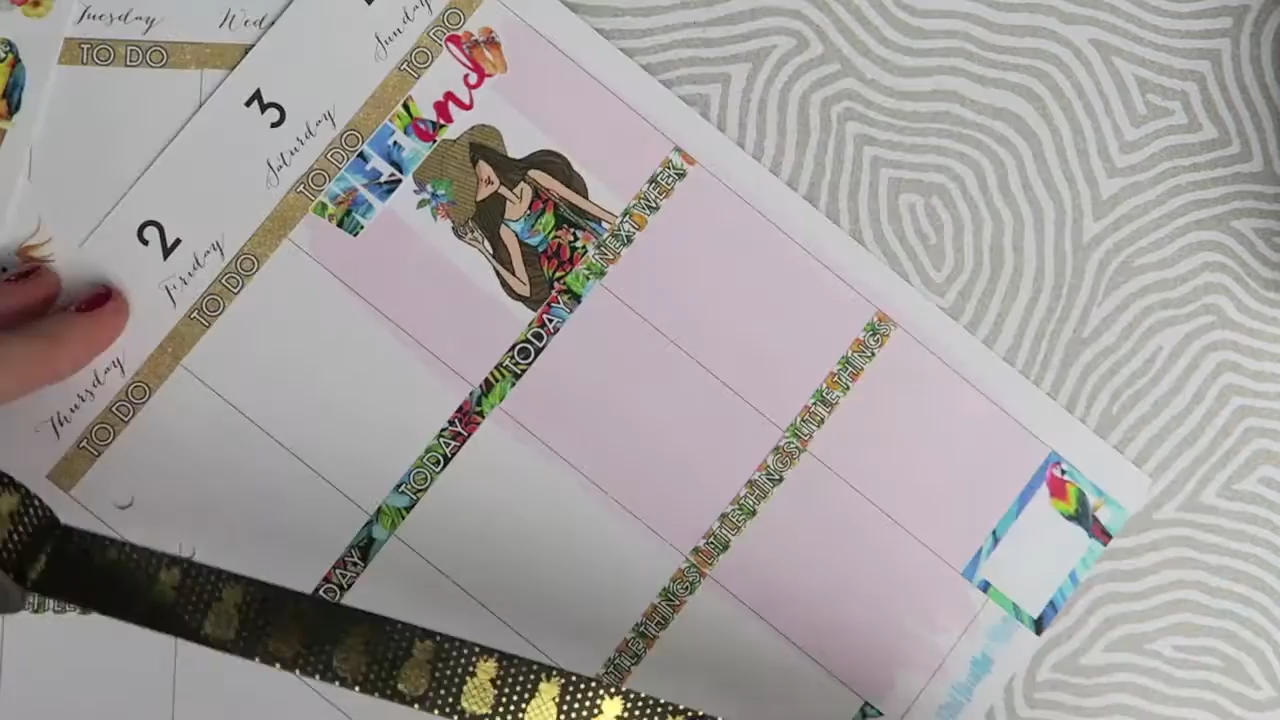 Tuesday
TO DO
Sunday
TO DO
3
Saturday
TO DO
WEEK
end
2
Friday
TO DO
Thursday
TO DO
NEXT WEEK
TODAY
TODAY
DAY
LITTLE THINGS
LITTLE THINGS
LITTLE THINGS
LITTLE THINGS